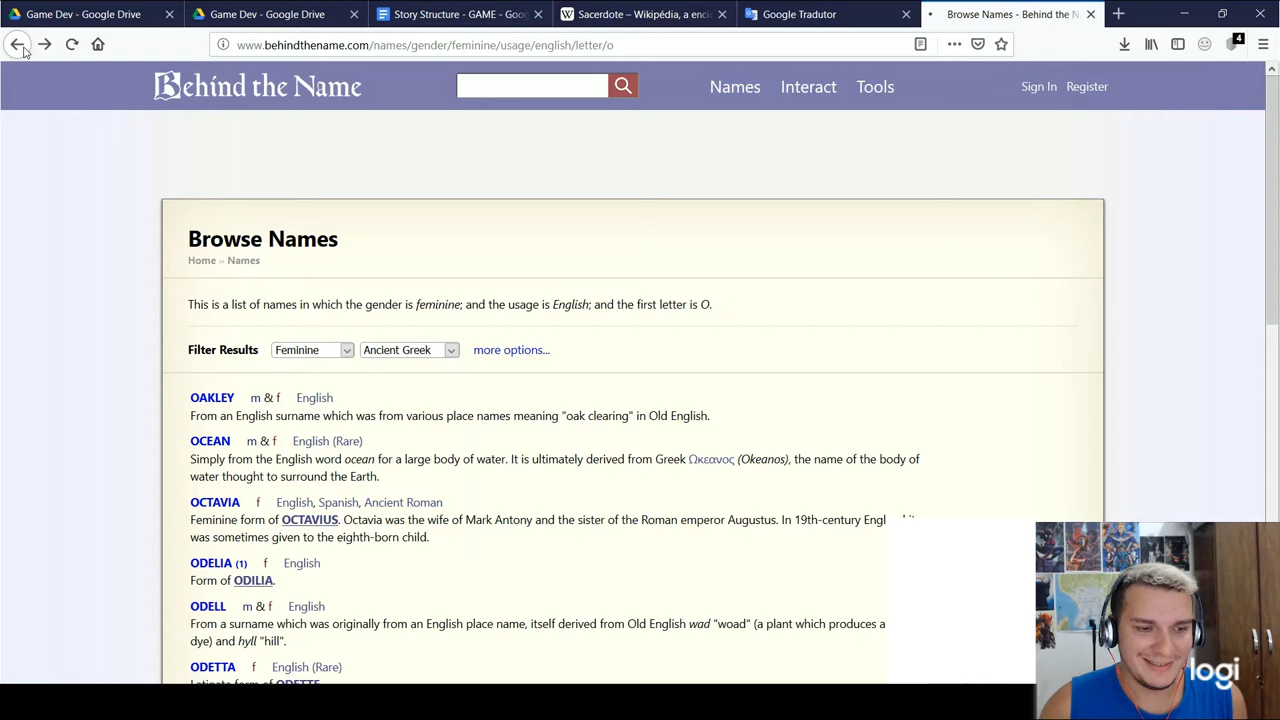 Game Dev - Google Drive
Game Dev - Google Drive
Story Structure - GAME - Goo
Sacerdote – Wikipédia, a enci
Google Tradutor
Browse Names - Behind the N
www.behindthename.com/names/gender/feminine/usage/english/letter/o
4
Behind the Name
Names
Interact
Tools
Sign In
Register
Browse Names
Home » Names
This is a list of names in which the gender is feminine; and the usage is English; and the first letter is O.
Filter Results
Feminine
Ancient Greek
more options...
OAKLEY m & f English
From an English surname which was from various place names meaning "oak clearing" in Old English.
OCEAN m & f English (Rare)
Simply from the English word ocean for a large body of water. It is ultimately derived from Greek Ωκεανος (Okeanos), the name of the body of
water thought to surround the Earth.
OCTAVIA f English, Spanish, Ancient Roman
Feminine form of OCTAVIUS. Octavia was the wife of Mark Antony and the sister of the Roman emperor Augustus. In 19th-century Engl it
was sometimes given to the eighth-born child.
ODELIA (1) f English
Form of ODILIA.
ODELL m & f English
From a surname which was originally from an English place name, itself derived from Old English wad "woad" (a plant which produces a
dye) and hyll "hill".
ODETTA f English (Rare)
Latinate form of ODETTE.
logi